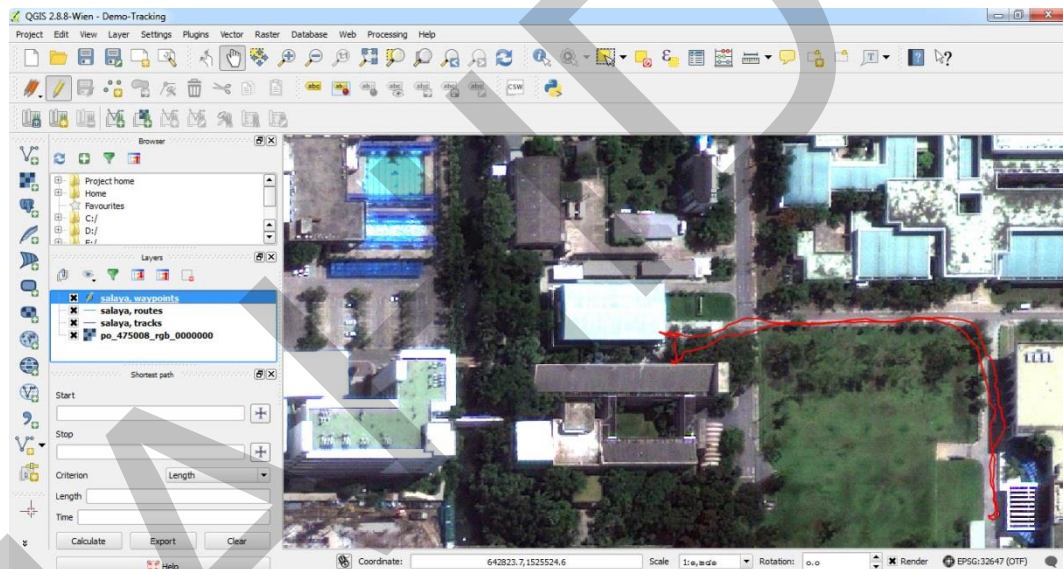 QGIS 2.8.8-Wien - Demo-Tracking
Project Edit View Layer Settings Plugins Vector Raster Database Web Processing Help
CSW
Browser
Project home
Home
Favourites
C:/
D:/
Layers
salaya, waypoints
salaya, routes
salaya, tracks
po_475008_rgb_0000000
Shortest path
Start
Stop
Criterion Length
Length
Time
Calculate Export Clear
Help
Coordinate: 642823.7,1525524.6 Scale Rotation: 0.0 Render EPSG:32647 (OTF)